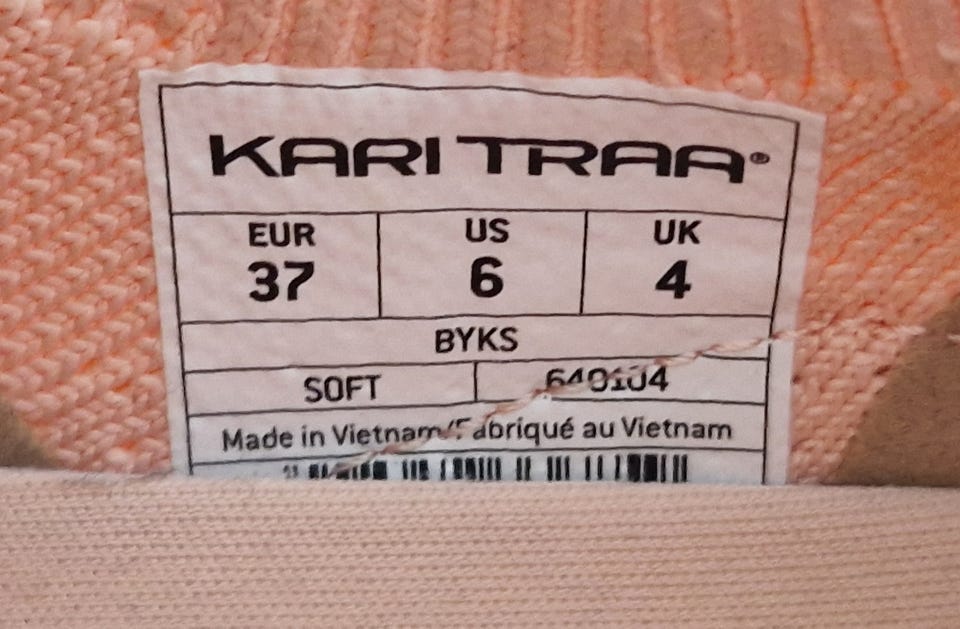 KARI TRAA®
EUR US UK
37 6 4
BYKS
SOFT 640104
Made in Vietnam/Fabriqué au Vietnam